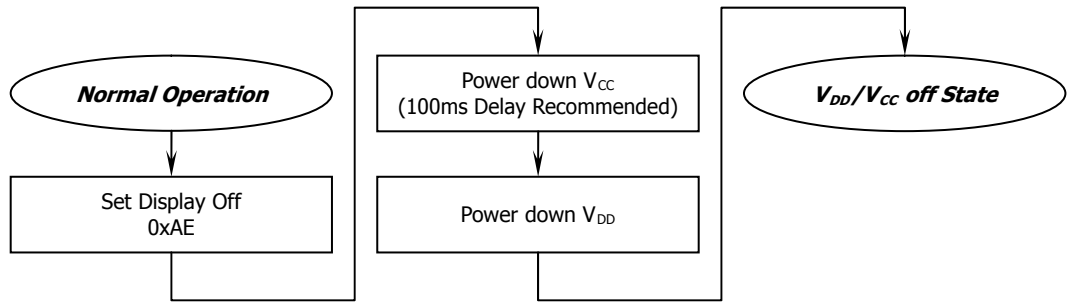 Normal Operation
Set Display Off
0xAE
Power down VCC
(100ms Delay Recommended)
Power down VDD
VDD/VCC off State